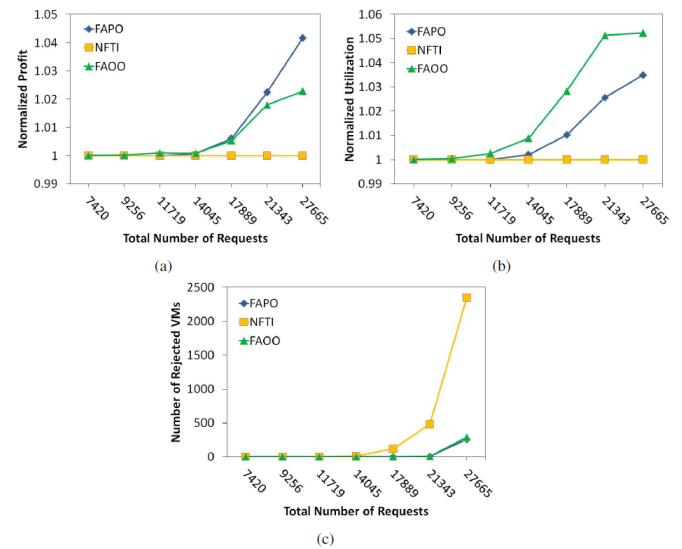 1.05
1.04
1.03
1.02
1.01
1
0.99
Normalized Profit
FAPO
NFTI
FAOO
7420
9256
11719
14045
17889
21343
27665
Total Number of Requests
(a)
1.06
1.05
1.04
1.03
1.02
1.01
1
0.99
Normalized Utilization
FAPO
NFTI
FAOO
7420
9256
11719
14045
17889
21343
27665
Total Number of Requests
(b)
2500
2000
1500
1000
500
0
Number of Rejected VMs
FAPO
NFTI
FAOO
7420
9256
11719
14045
17889
21343
27665
Total Number of Requests
(c)